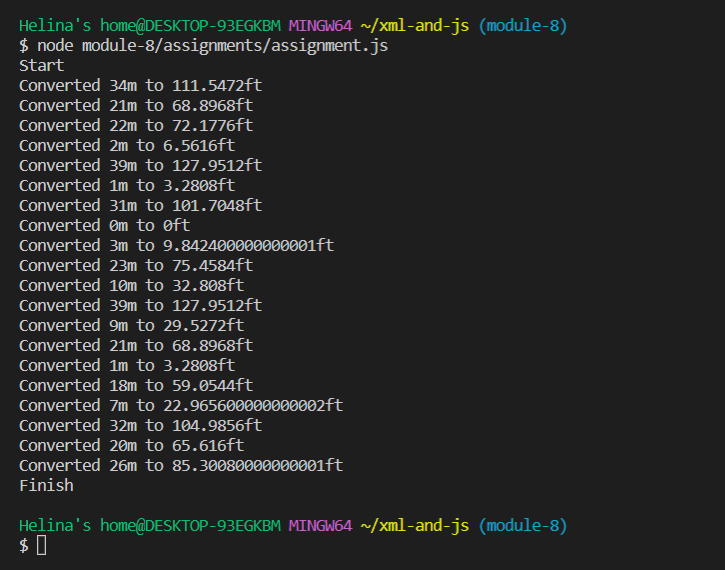 Helina's home@DESKTOP-93EGKBM MINGW64 ~/xml-and-js (module-8)
$ node module-8/assignments/assignment.js
Start
Converted 34m to 111.5472ft
Converted 21m to 68.8968ft
Converted 22m to 72.1776ft
Converted 2m to 6.5616ft
Converted 39m to 127.9512ft
Converted 1m to 3.2808ft
Converted 31m to 101.7048ft
Converted 0m to 0ft
Converted 3m to 9.842400000000001ft
Converted 23m to 75.4584ft
Converted 10m to 32.808ft
Converted 39m to 127.9512ft
Converted 9m to 29.5272ft
Converted 21m to 68.8968ft
Converted 1m to 3.2808ft
Converted 18m to 59.0544ft
Converted 7m to 22.965600000000002ft
Converted 32m to 104.9856ft
Converted 20m to 65.616ft
Converted 26m to 85.30080000000001ft
Finish
Helina's home@DESKTOP-93EGKBM MINGW64 ~/xml-and-js (module-8)
$